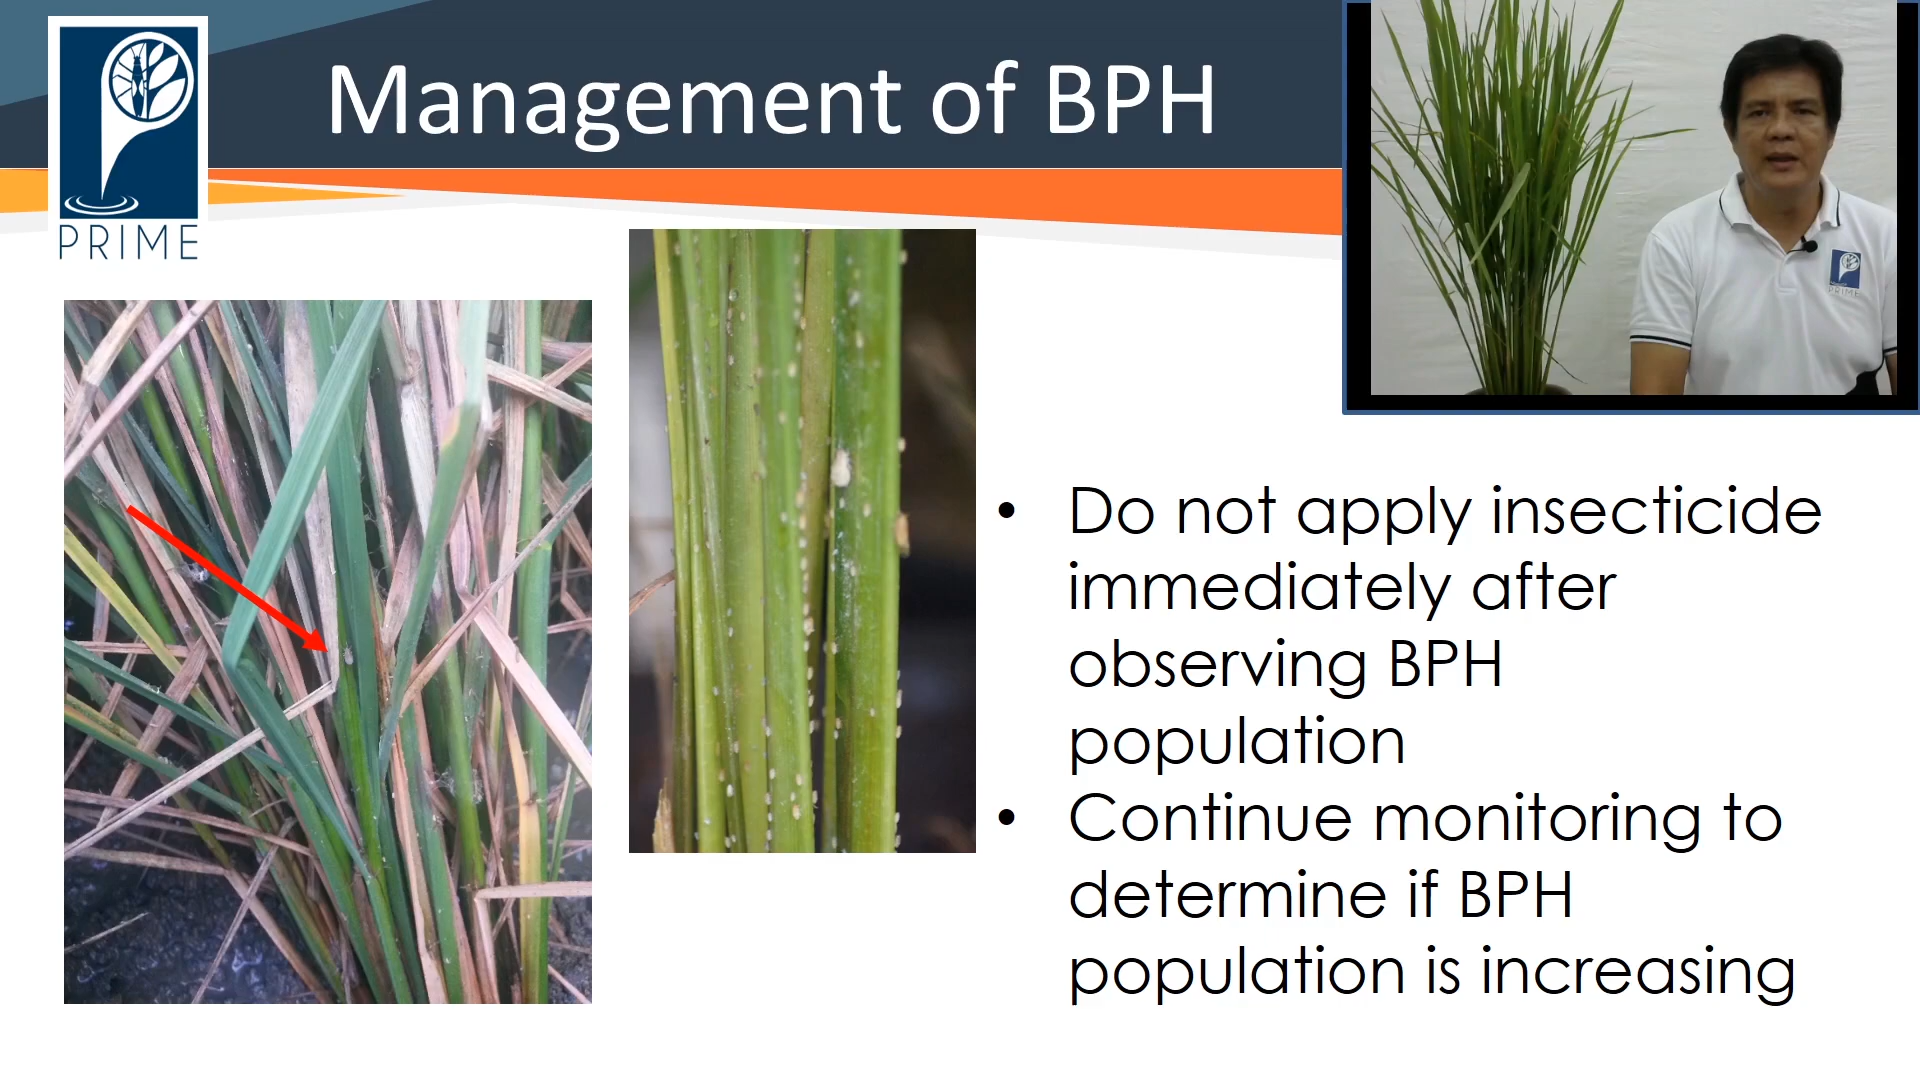 Management of BPH
PRIME
PRIME
• Do not apply insecticide
immediately after
observing BPH
population
• Continue monitoring to
determine if BPH
population is increasing